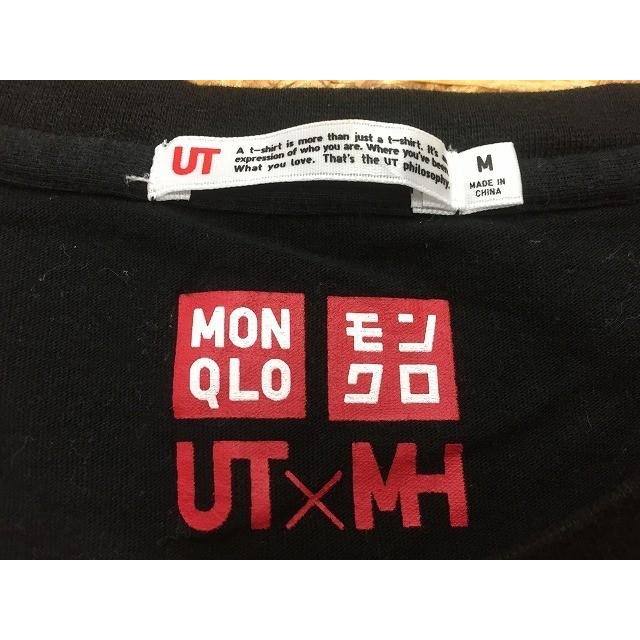 UT
A t-shirt is more than just a t-shirt. It's
expression of who you are. Where you've been
What you love. That's the UT philosophy.
M
MADE IN
CHINA
MON
QLO
モン
クロ
UT×MH